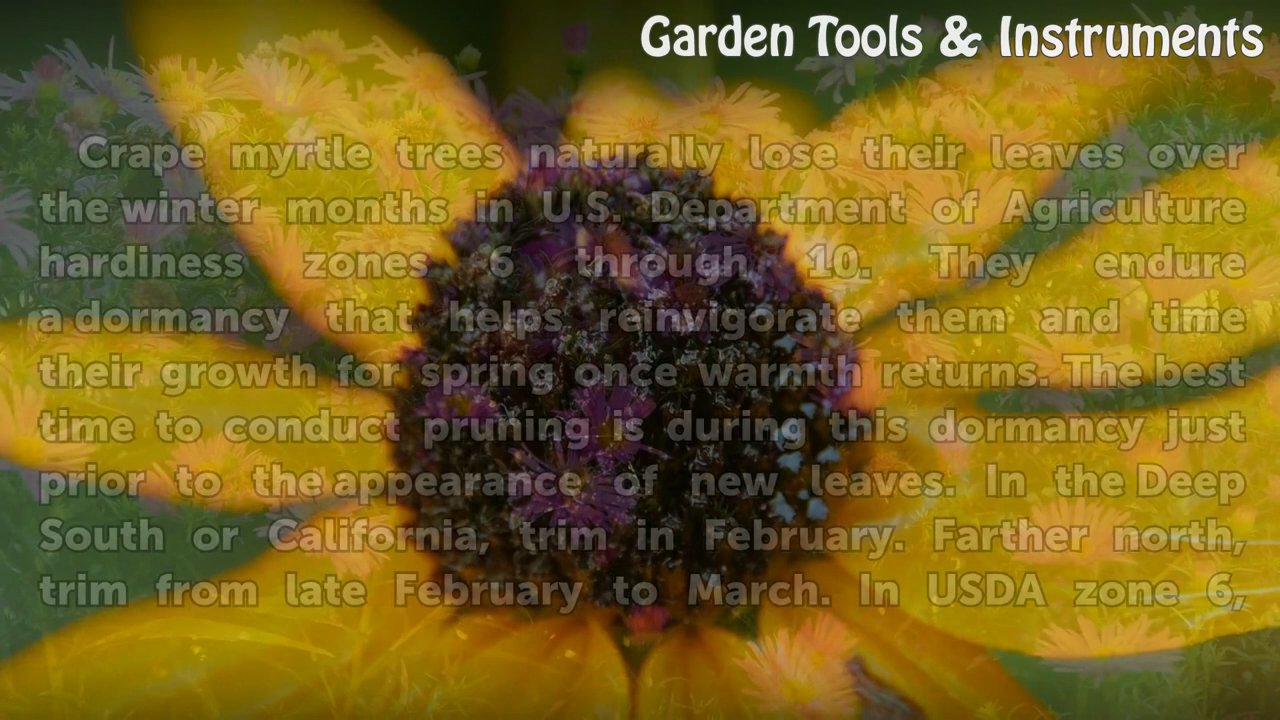 Garden Tools & Instruments
Crape myrtle trees naturally lose their leaves over
the winter months in U.S. Department of Agriculture
hardiness zones 6 through 10. They endure
a dormancy that helps reinvigorate them and time
their growth for spring once warmth returns. The best
time to conduct pruning is during this dormancy just
prior to the appearance of new leaves. In the Deep
South or California, trim in February. Farther north,
trim from late February to March. In USDA zone 6,